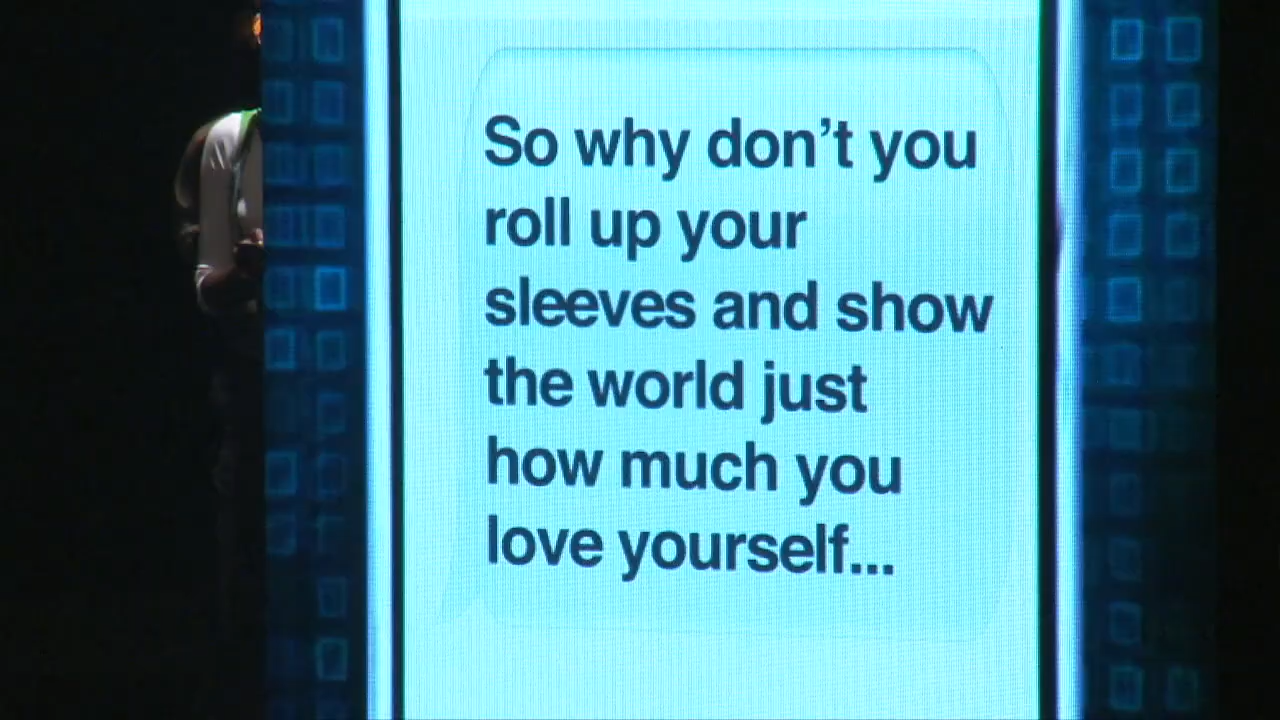 So why don’t you
roll up your
sleeves and show
the world just
how much you
love yourself...